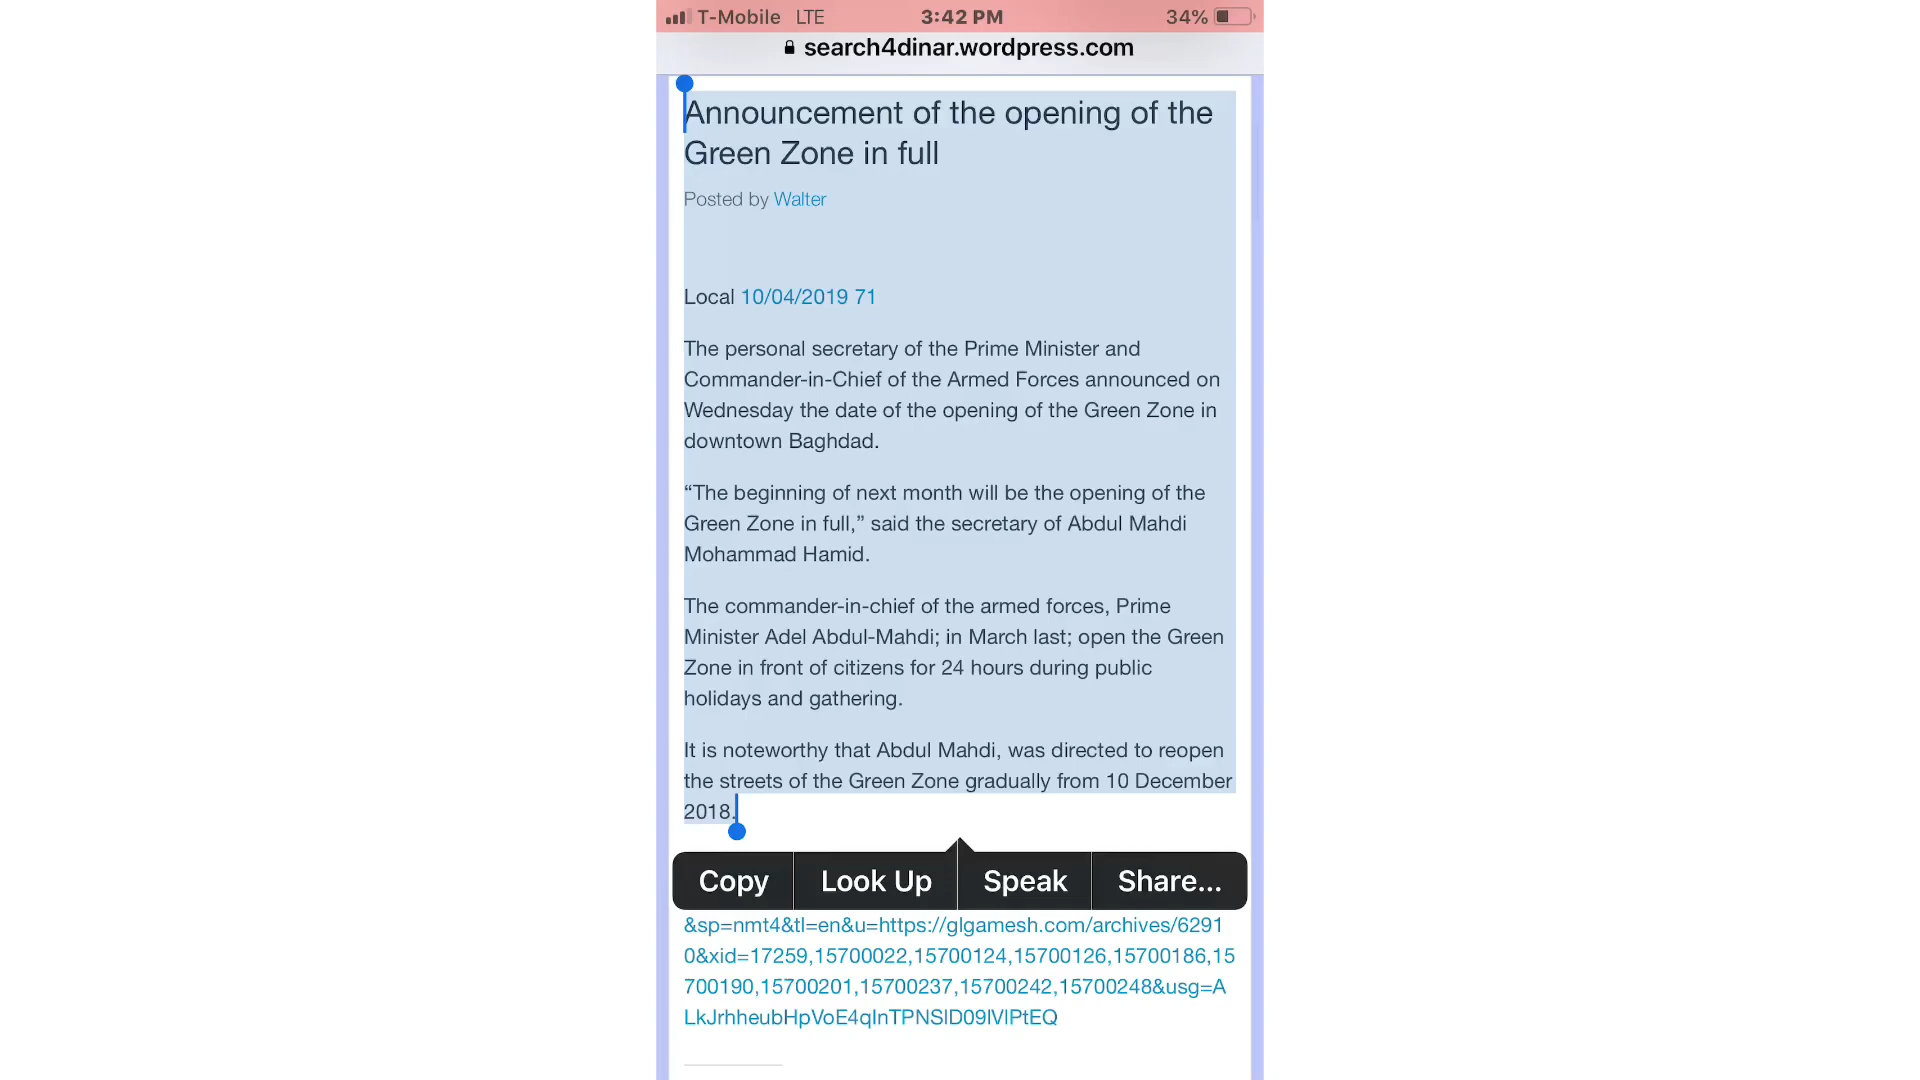 T-Mobile LTE 3:42 PM 34%
search4dinar.wordpress.com
Announcement of the opening of the
Green Zone in full
Posted by Walter
Local 10/04/2019 71
The personal secretary of the Prime Minister and
Commander-in-Chief of the Armed Forces announced on
Wednesday the date of the opening of the Green Zone in
downtown Baghdad.
“The beginning of next month will be the opening of the
Green Zone in full,” said the secretary of Abdul Mahdi
Mohammad Hamid.
The commander-in-chief of the armed forces, Prime
Minister Adel Abdul-Mahdi; in March last; open the Green
Zone in front of citizens for 24 hours during public
holidays and gathering.
It is noteworthy that Abdul Mahdi, was directed to reopen
the streets of the Green Zone gradually from 10 December
2018.
Copy Look Up Speak Share...
&sp=nmt4&tl=en&u=https://glgamesh.com/archives/6291
0&xid=17259,15700022,15700124,15700126,15700186,15
700190,15700201,15700237,15700242,15700248&usg=A
LkJrhheubHpVoE4qInTPNSlD09lVlPtEQ